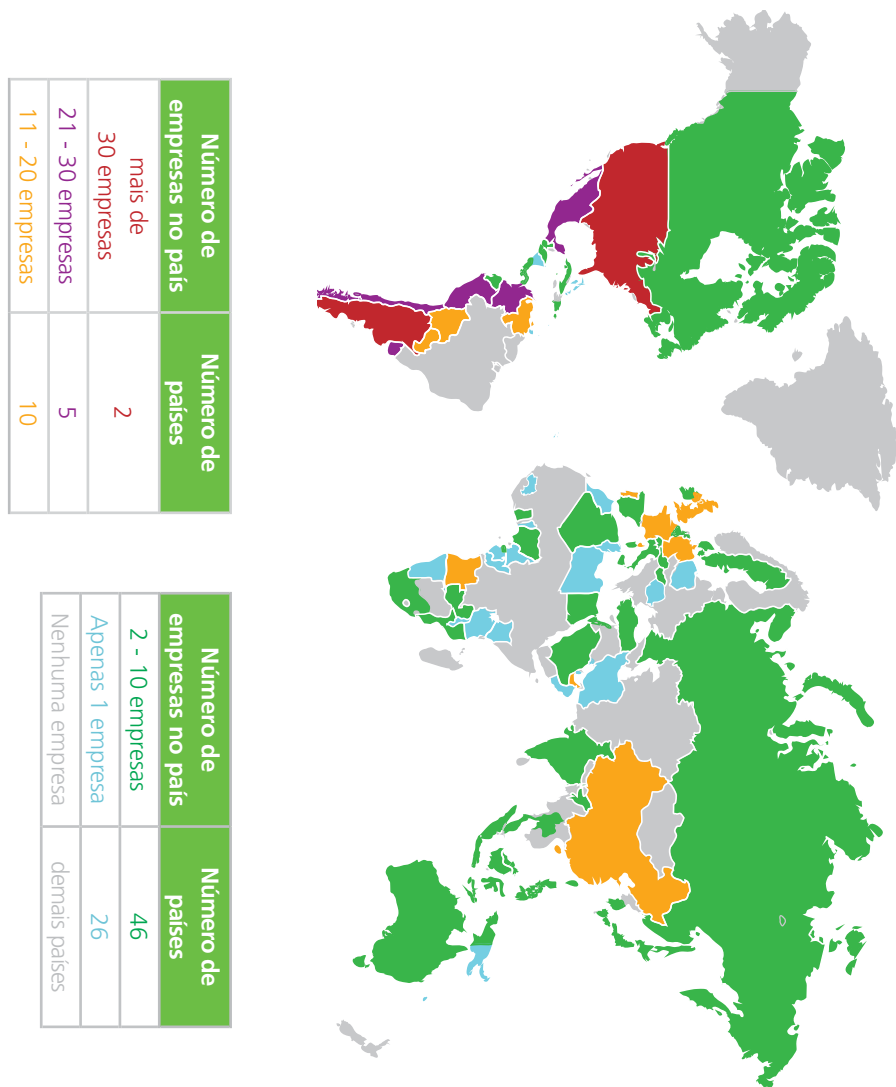 Número de
empresas no país
Número de
países
mais de
30 empresas
2
21 - 30 empresas
5
11 - 20 empresas
10
Número de
empresas no país
Número de
países
2 - 10 empresas
46
Apenas 1 empresa
26
Nenhuma empresa
demais países